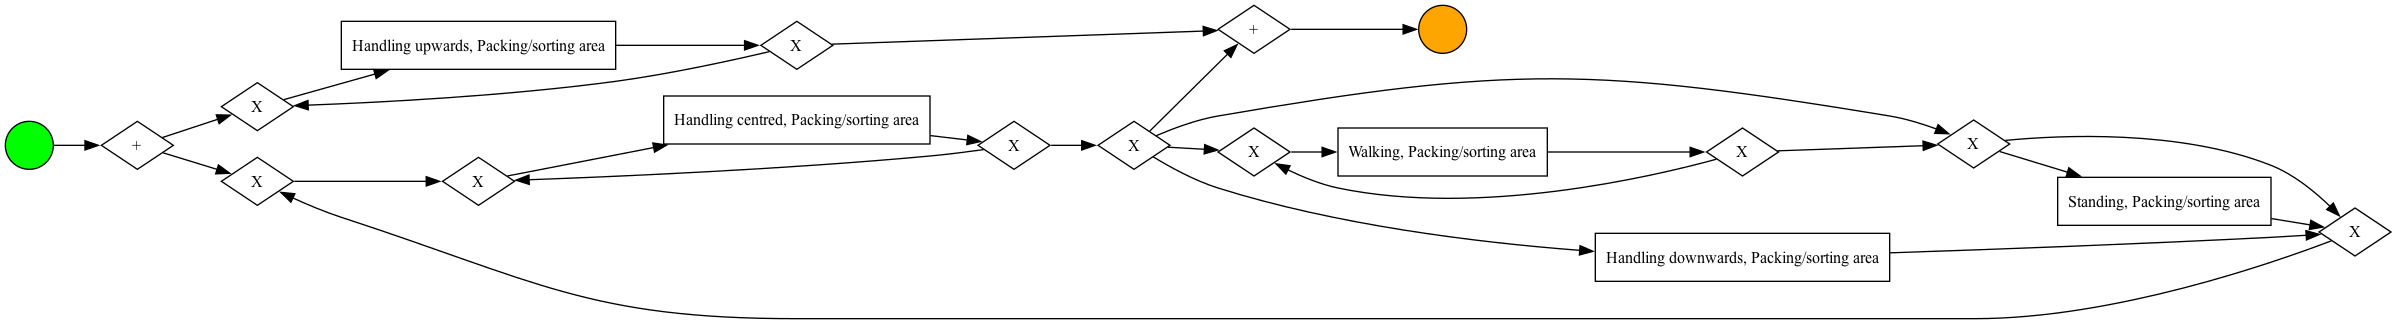 Handling upwards, Packing/sorting area
X
+
X
Handling centred, Packing/sorting area
+
X
X
X
X
X
Walking, Packing/sorting area
X
X
Standing, Packing/sorting area
X
Handling downwards, Packing/sorting area